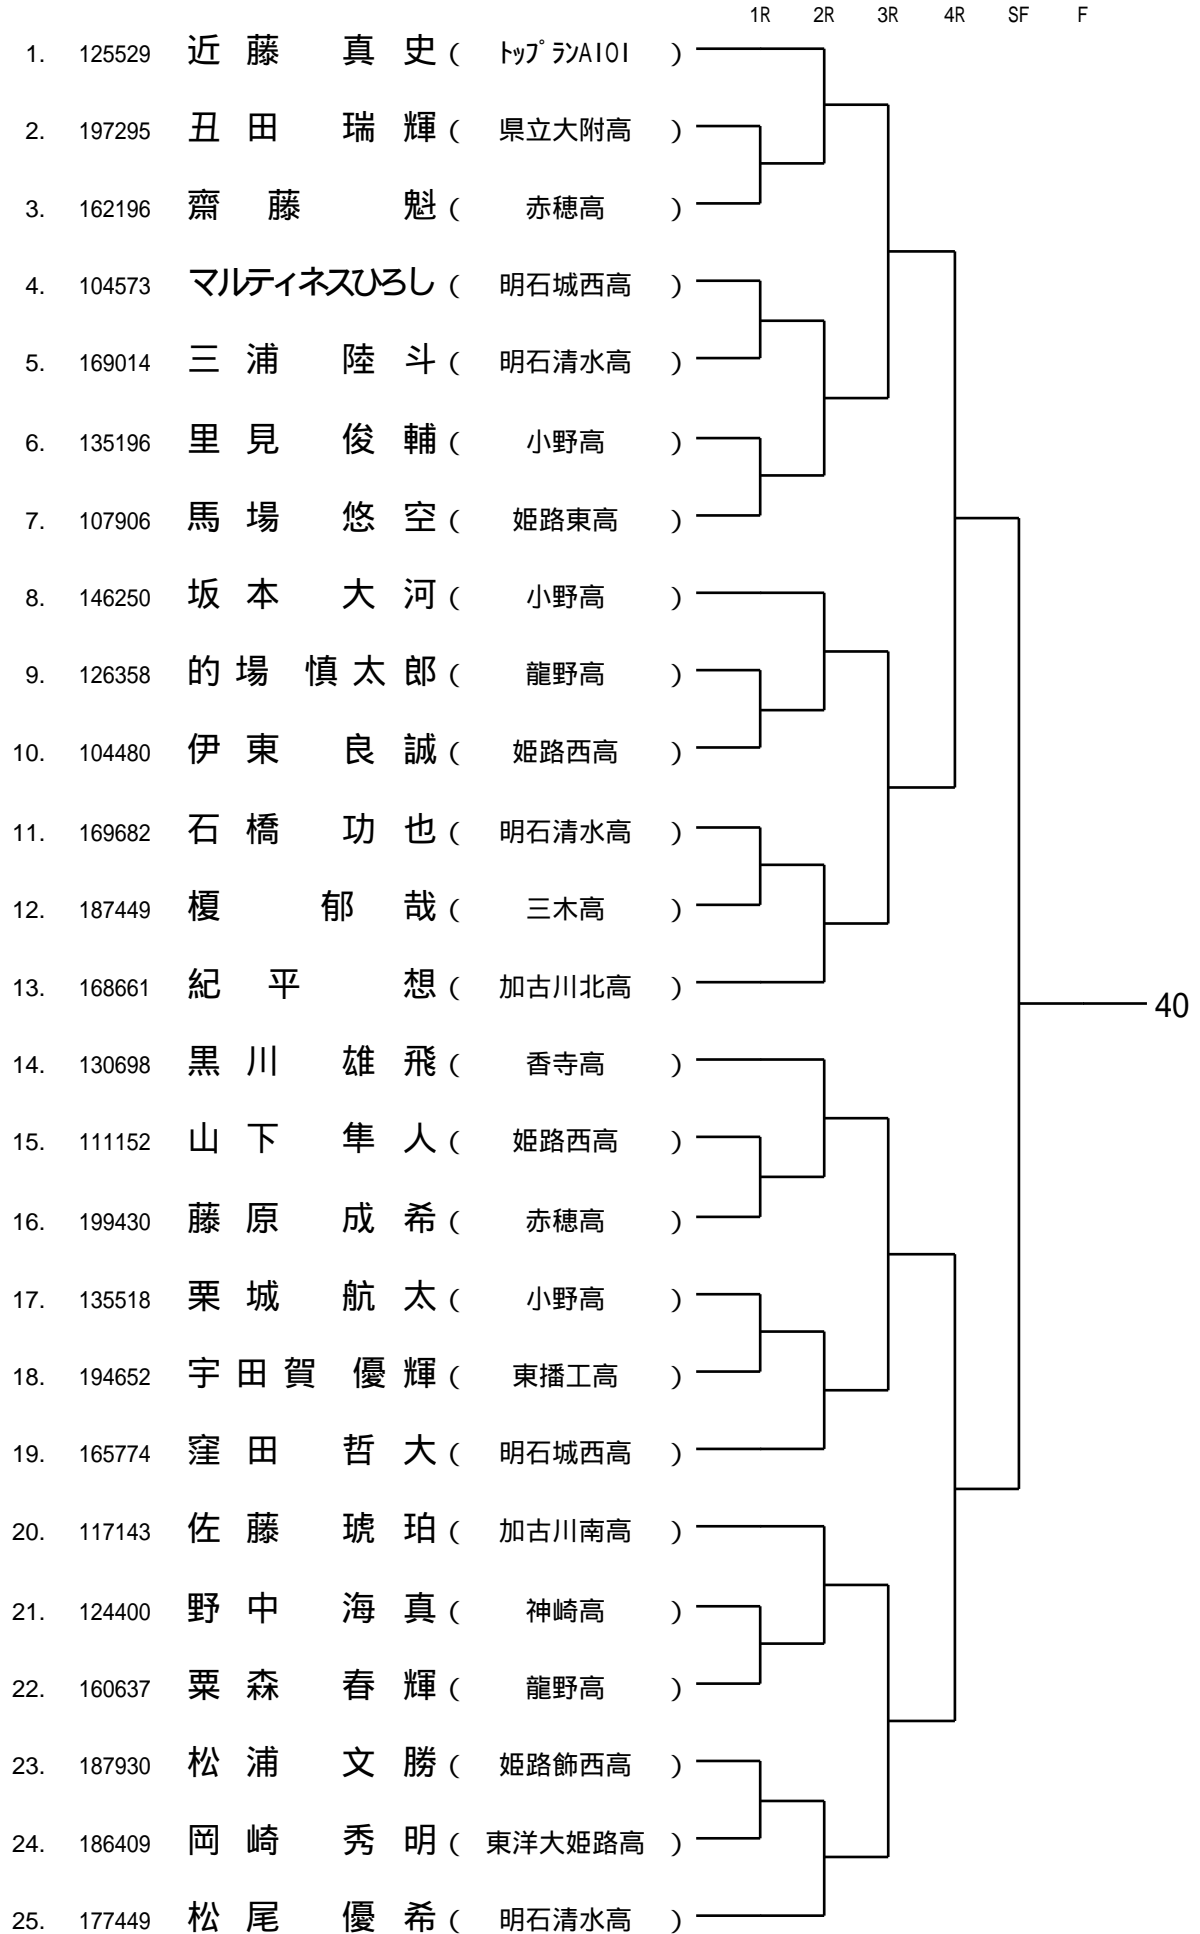 1R 2R 3R 4R SF F
1. 125529 近藤 真史 ( トップランAIOI )
2. 197295 丑田 瑞輝 ( 県立大附高 )
3. 162196 齋藤 魁 ( 赤穂高 )
4. 104573 マルティネスひろし ( 明石城西高 )
5. 169014 三浦 陸斗 ( 明石清水高 )
6. 135196 里見 俊輔 ( 小野高 )
7. 107906 馬場 悠空 ( 姫路東高 )
8. 146250 坂本 大河 ( 小野高 )
9. 126358 的場 慎太郎 ( 龍野高 )
10. 104480 伊東 良誠 ( 姫路西高 )
11. 169682 石橋 功也 ( 明石清水高 )
12. 187449 榎 郁哉 ( 三木高 )
13. 168661 紀平 想 ( 加古川北高 )
40
14. 130698 黒川 雄飛 ( 香寺高 )
15. 111152 山下 隼人 ( 姫路西高 )
16. 199430 藤原 成希 ( 赤穂高 )
17. 135518 栗城 航太 ( 小野高 )
18. 194652 宇田賀 優輝 ( 東播工高 )
19. 165774 窪田 哲大 ( 明石城西高 )
20. 117143 佐藤 琥珀 ( 加古川南高 )
21. 124400 野中 海真 ( 神崎高 )
22. 160637 粟森 春輝 ( 龍野高 )
23. 187930 松浦 文勝 ( 姫路飾西高 )
24. 186409 岡崎 秀明 ( 東洋大姫路高 )
25. 177449 松尾 優希 ( 明石清水高 )